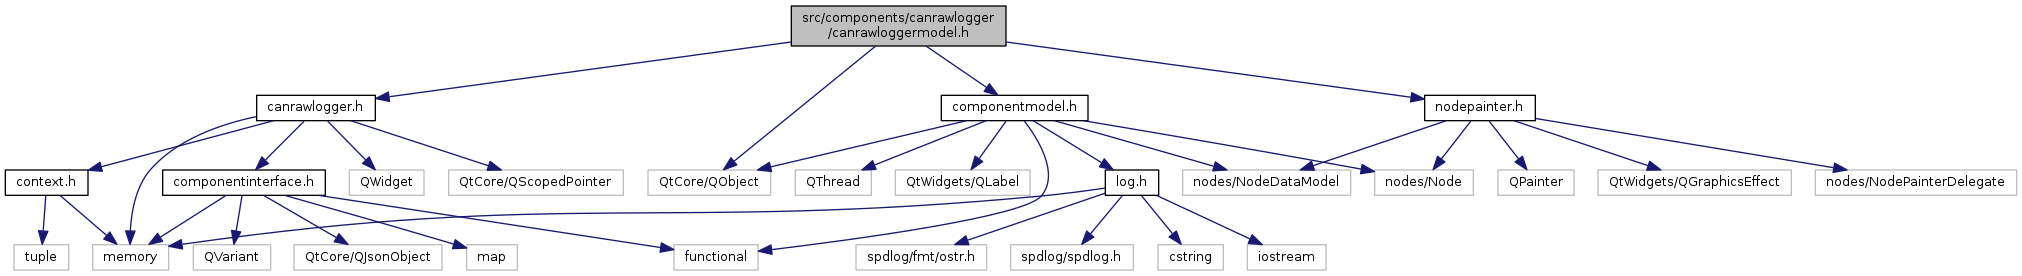 src/components/canrawlogger
/canrawloggermodel.h
canrawlogger.h
componentmodel.h
nodepainter.h
context.h
componentinterface.h
QWidget
QtCore/QScopedPointer
QtCore/QObject
QThread
QtWidgets/QLabel
log.h
nodes/NodeDataModel
nodes/Node
QPainter
QtWidgets/QGraphicsEffect
nodes/NodePainterDelegate
tuple
memory
QVariant
QtCore/QJsonObject
map
functional
spdlog/fmt/ostr.h
spdlog/spdlog.h
cstring
iostream